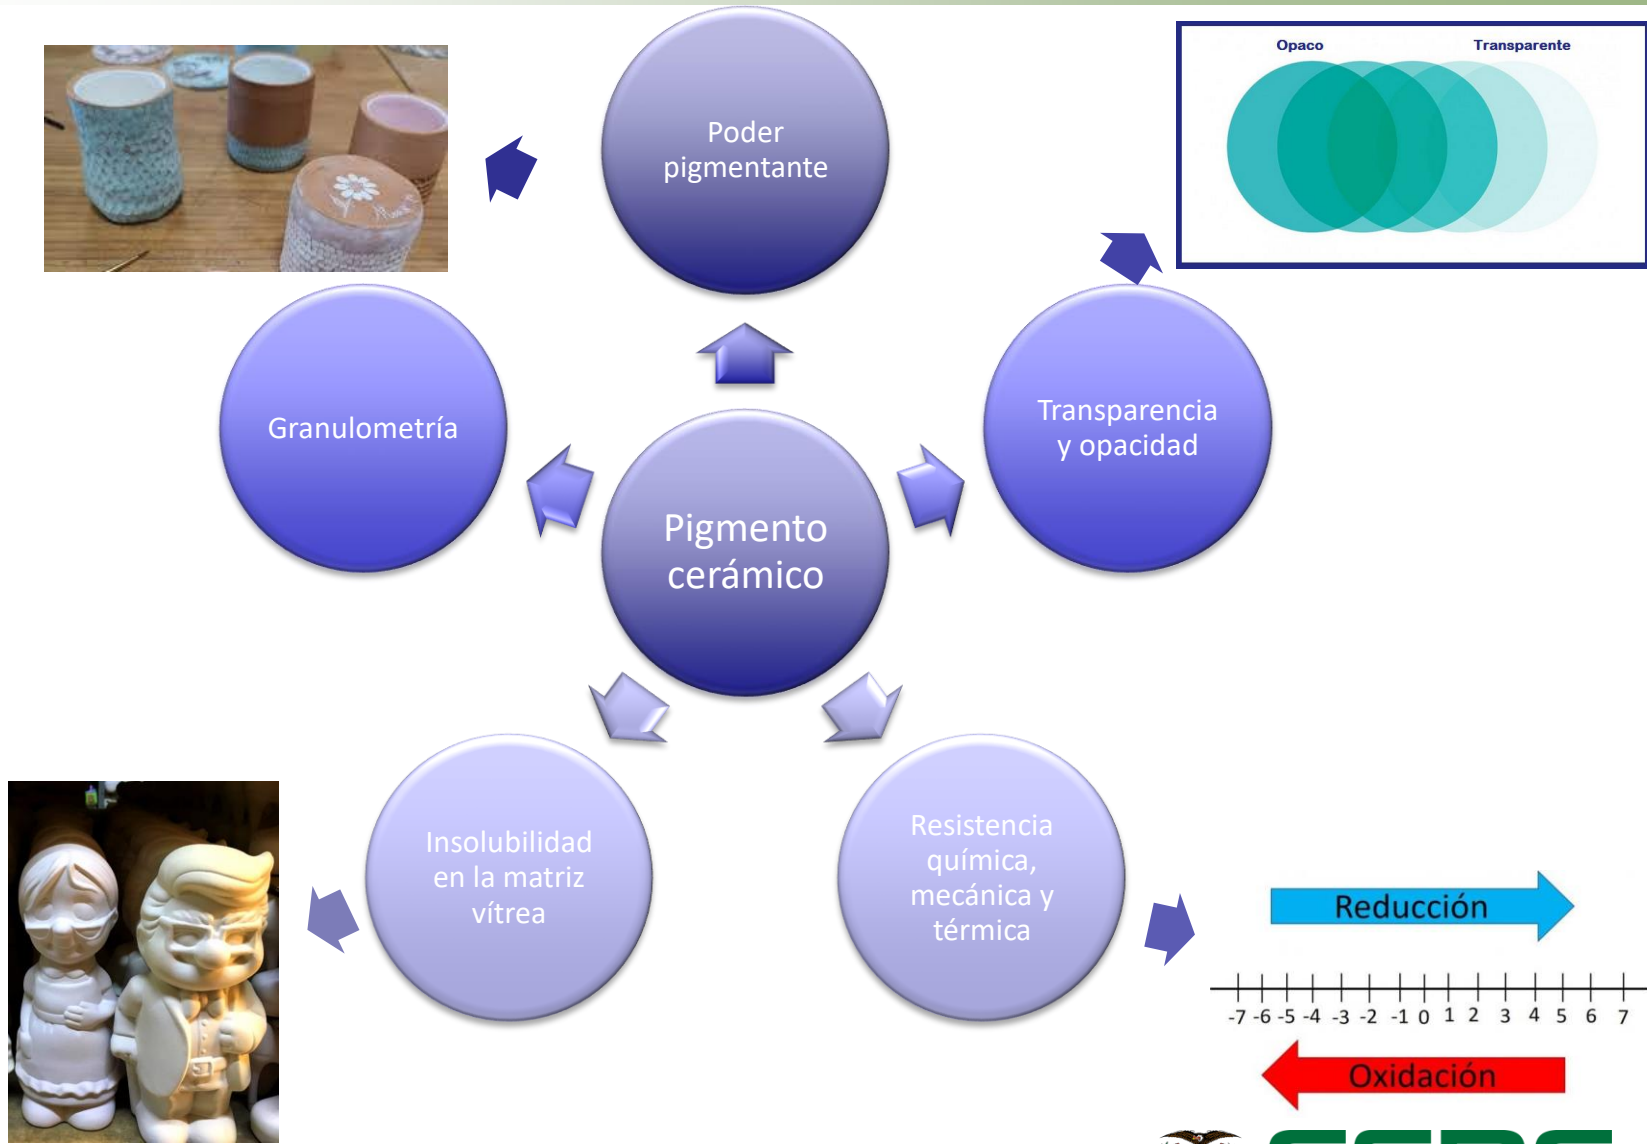 Poder
pigmentante
Opaco
Transparente
Granulometría
Transparencia
y opacidad
Pigmento
cerámico
Insolubilidad
en la matriz
vítrea
Resistencia
química,
mecánica y
térmica
Reducción
-7 -6 -5 -4 -3 -2 -1 0 1 2 3 4 5 6 7
Oxidación